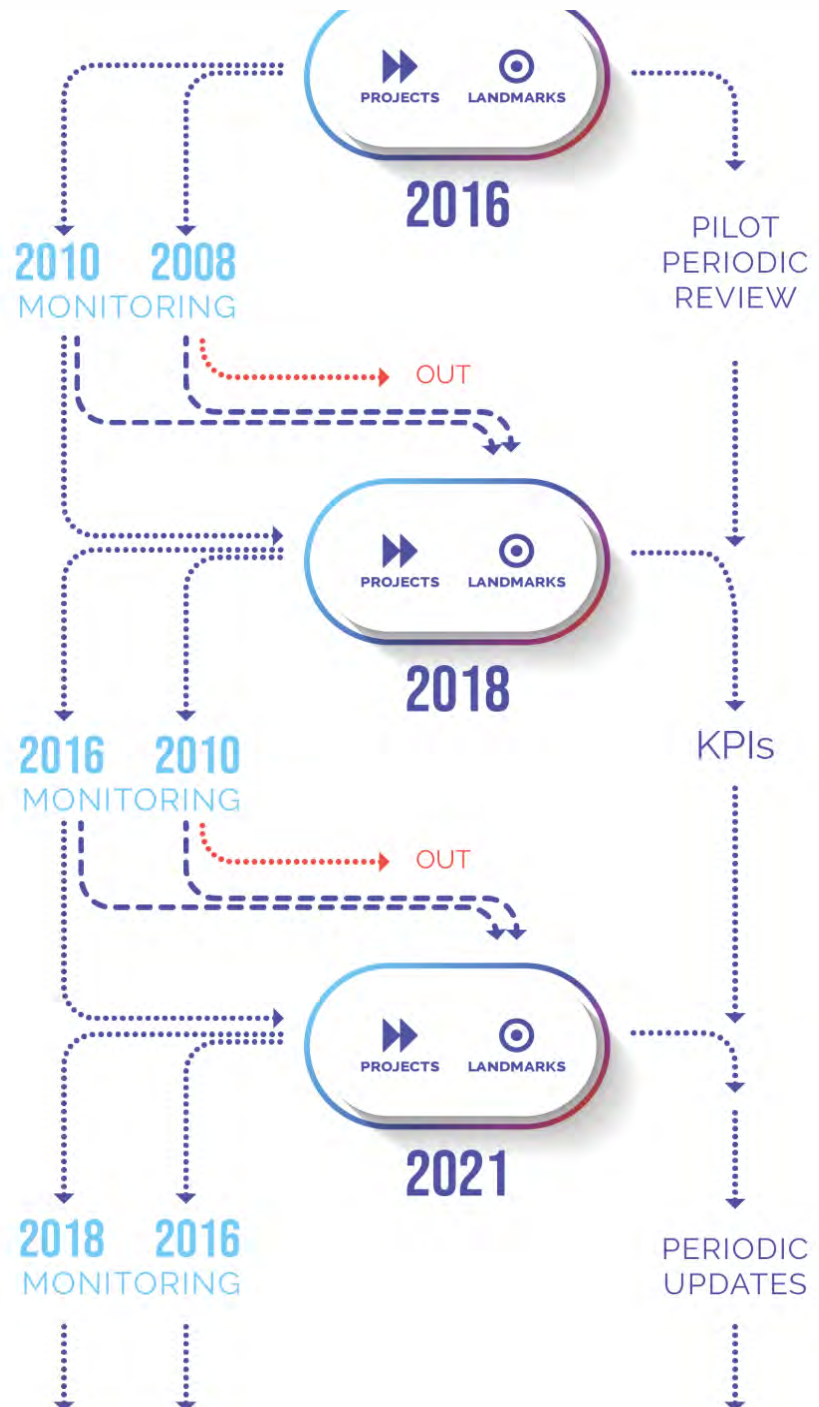 PROJECTS LANDMARKS
2016
2010 2008
MONITORING
PILOT
PERIODIC
REVIEW
OUT
PROJECTS LANDMARKS
2018
2016 2010
MONITORING
KPIs
OUT
PROJECTS LANDMARKS
2021
2018 2016
MONITORING
PERIODIC
UPDATES